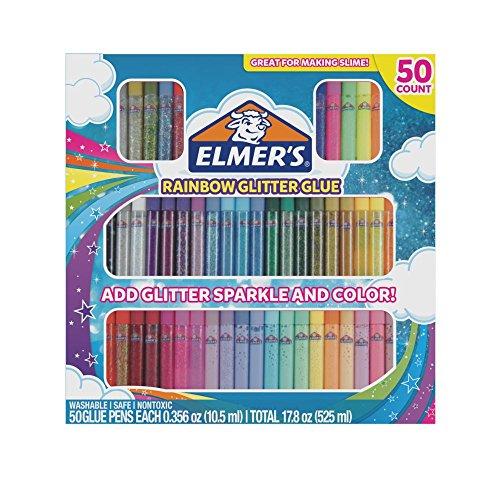 GREAT FOR MAKING SLIME!
50
COUNT
ELMER'S®
RAINBOW GLITTER GLUE
ADD GLITTER SPARKLE AND COLOR!
WASHABLE | SAFE | NONTOXIC
50 GLUE PENS EACH 0.356 oz (10.5 ml) | TOTAL 17.8 oz (525 ml)